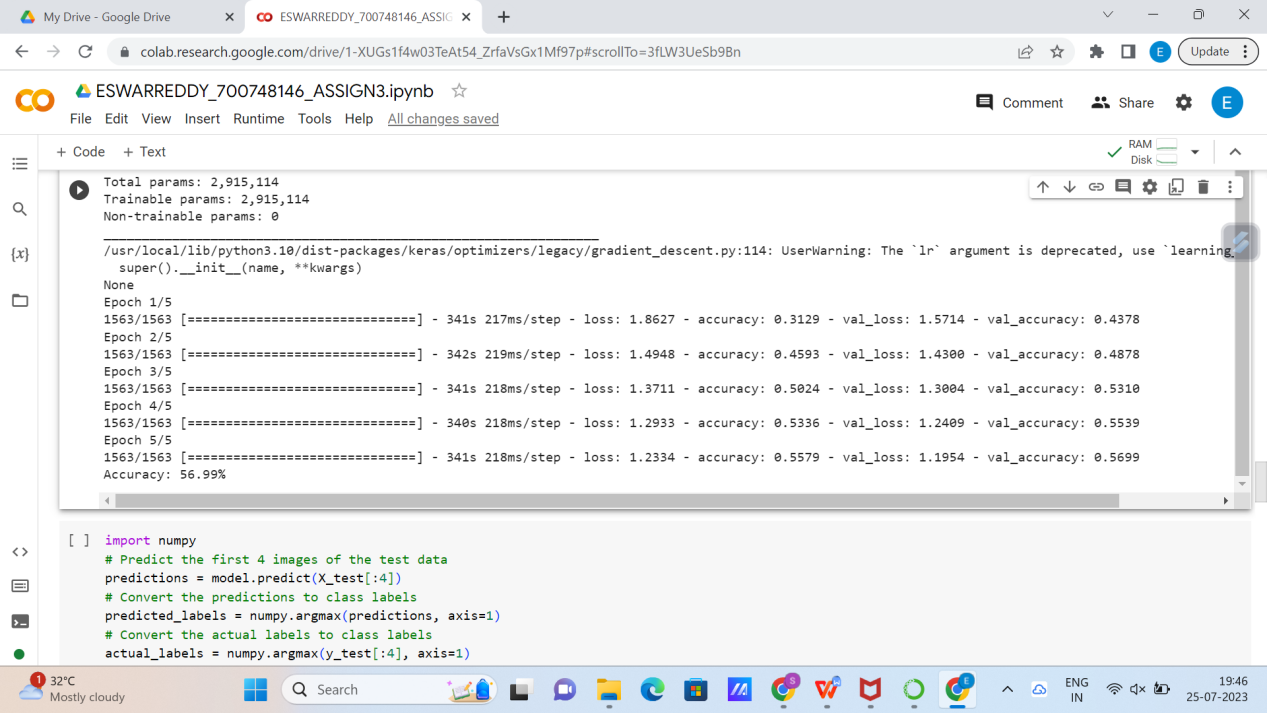 My Drive - Google Drive
ESWARREDDY_700748146_ASSIG
colab.research.google.com/drive/1-XUGs1f4w03TeAt54_ZrfaVsGx1Mf97p#scrollTo=3fLW3UeSb9Bn
E
Update
ESWARREDDY_700748146_ASSIGN3.ipynb
File Edit View Insert Runtime Tools Help All changes saved
Comment Share E
+ Code + Text
RAM
Disk
Total params: 2,915,114
Trainable params: 2,915,114
Non-trainable params: 0
/usr/local/lib/python3.10/dist-packages/keras/optimizers/legacy/gradient_descent.py:114: UserWarning: The `lr` argument is deprecated, use `learning_
super().__init__(name, **kwargs)
None
Epoch 1/5
1563/1563 [==============================] - 341s 217ms/step - loss: 1.8627 - accuracy: 0.3129 - val_loss: 1.5714 - val_accuracy: 0.4378
Epoch 2/5
1563/1563 [==============================] - 342s 219ms/step - loss: 1.4948 - accuracy: 0.4593 - val_loss: 1.4300 - val_accuracy: 0.4878
Epoch 3/5
1563/1563 [==============================] - 341s 218ms/step - loss: 1.3711 - accuracy: 0.5024 - val_loss: 1.3004 - val_accuracy: 0.5310
Epoch 4/5
1563/1563 [==============================] - 340s 218ms/step - loss: 1.2933 - accuracy: 0.5336 - val_loss: 1.2409 - val_accuracy: 0.5539
Epoch 5/5
1563/1563 [==============================] - 341s 218ms/step - loss: 1.2334 - accuracy: 0.5579 - val_loss: 1.1954 - val_accuracy: 0.5699
Accuracy: 56.99%
[ ] import numpy
# Predict the first 4 images of the test data
predictions = model.predict(X_test[:4])
# Convert the predictions to class labels
predicted_labels = numpy.argmax(predictions, axis=1)
# Convert the actual labels to class labels
actual_labels = numpy.argmax(y_test[:4], axis=1)
{x}
1
32°C
Mostly cloudy
Search
S
E
ENG
IN
19:46
25-07-2023